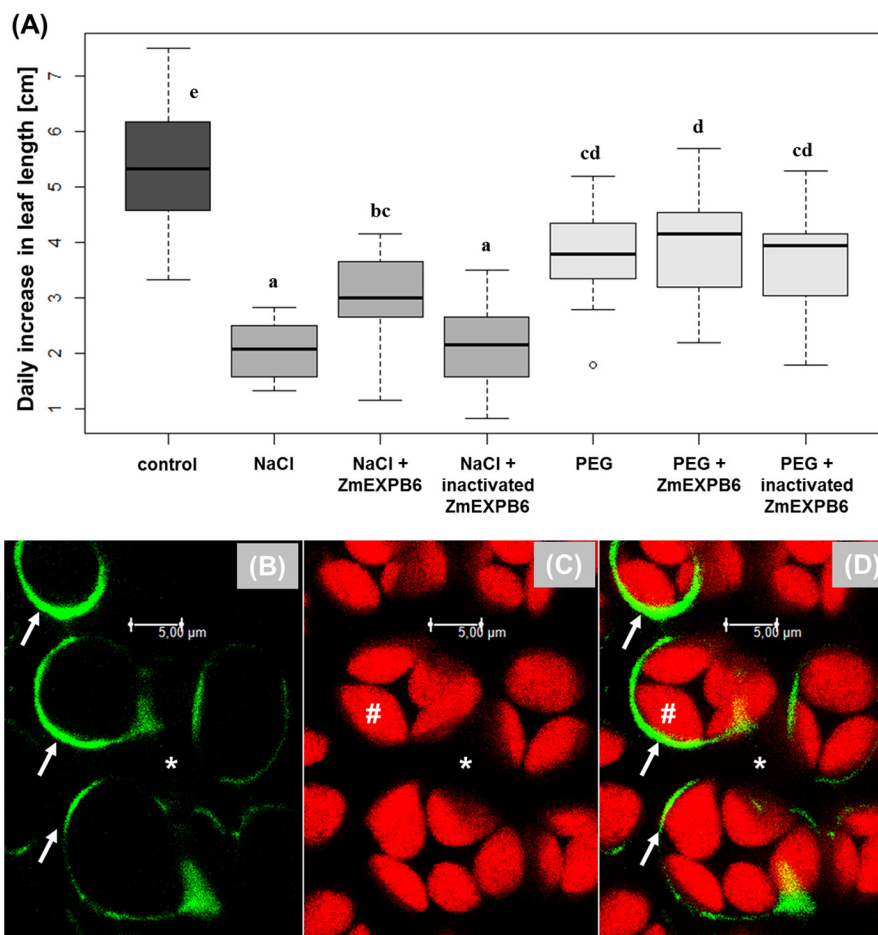 (A)
Daily increase in leaf length [cm]
7
6
5
4
3
2
1
e
a
bc
a
cd
d
cd
control
NaCl
NaCl +
ZmEXPB6
NaCl +
inactivated
ZmEXPB6
PEG
PEG +
ZmEXPB6
PEG +
inactivated
ZmEXPB6
(B)
5,00 µm
*
(C)
5,00 µm
#
*
(D)
5,00 µm
#
*